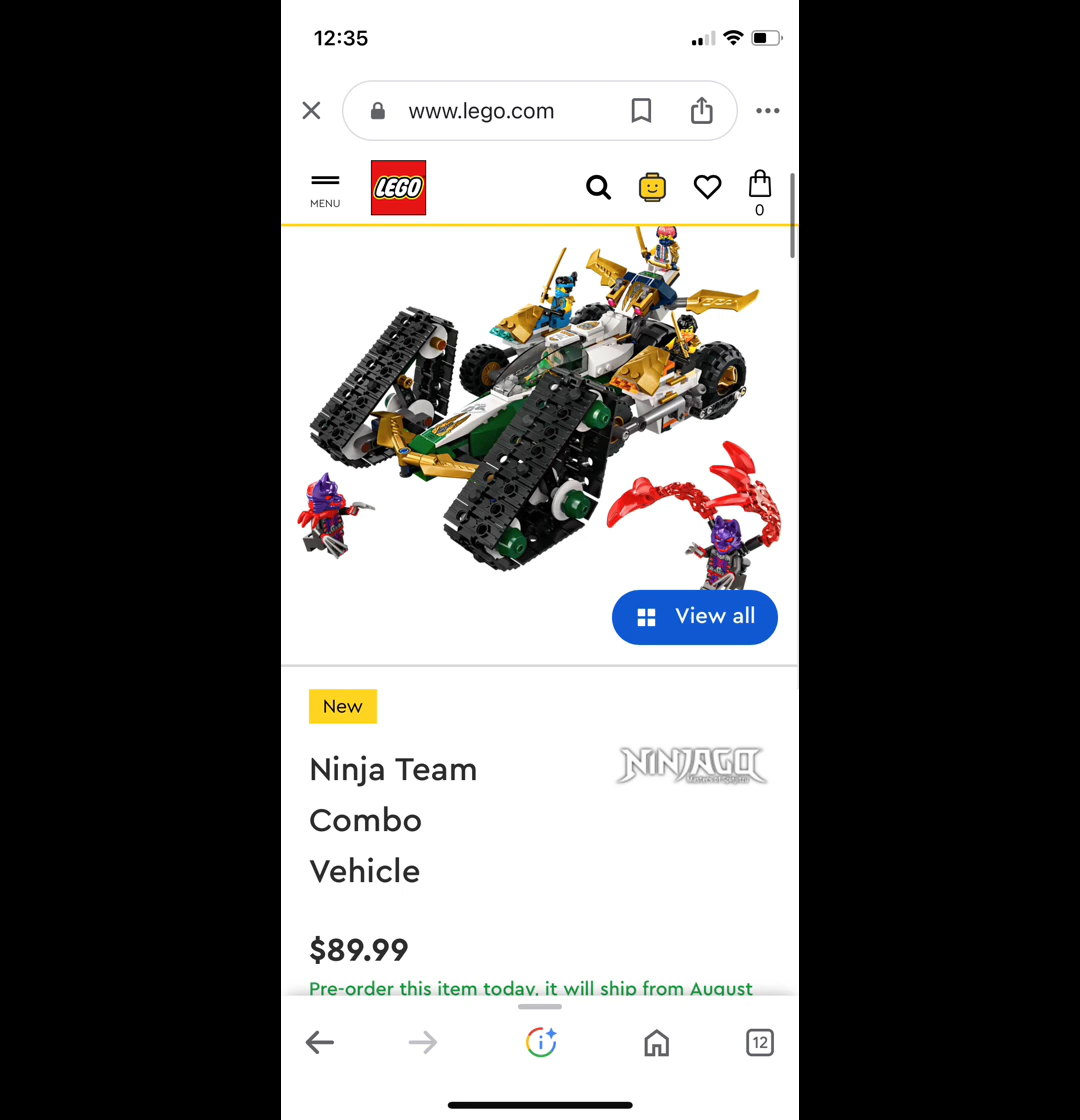 12:35
www.lego.com
MENU
LEGO
0
View all
New
NINJAGO
Ninja Team
Combo
Vehicle
$89.99
Pre-order this item today, it will ship from August
12